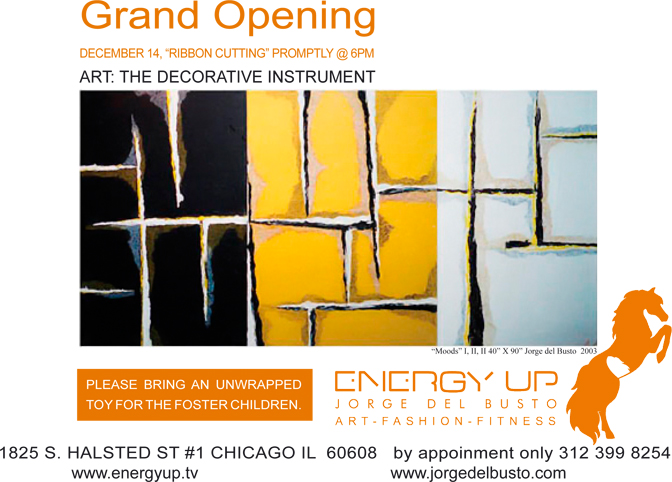 Grand Opening
DECEMBER 14, “RIBBON CUTTING” PROMPTLY @ 6PM
ART: THE DECORATIVE INSTRUMENT
“Moods” I, II, II 40” X 90” Jorge del Busto 2003
PLEASE BRING AN UNWRAPPED
TOY FOR THE FOSTER CHILDREN.
ENERGY UP
JORGE DEL BUSTO
ART-FASHION-FITNESS
1825 S. HALSTED ST #1 CHICAGO IL 60608 by appoinment only 312 399 8254
www.energyup.tv www.jorgedelbusto.com